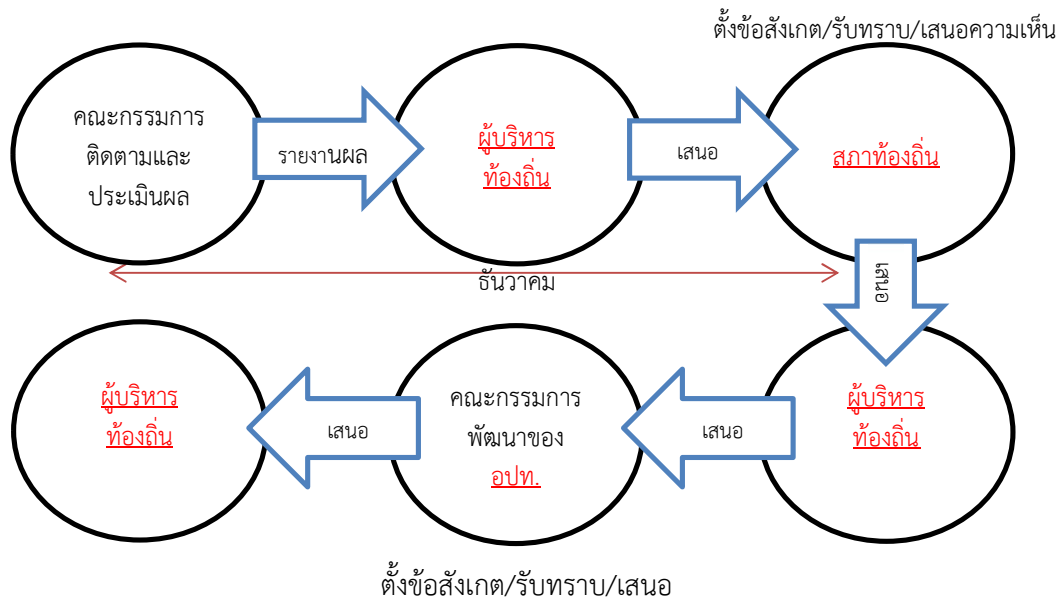 ตั้งข้อสังเกต/รับทราบ/เสนอความเห็น
คณะกรรมการ
ติดตามและ
ประเมินผล
รายงานผล
ผู้บริหาร
ท้องถิ่น
เสนอ
สภาท้องถิ่น
ธันวาคม
เสนอ
ผู้บริหาร
ท้องถิ่น
เสนอ
คณะกรรมการ
พัฒนาของ
อปท.
เสนอ
ผู้บริหาร
ท้องถิ่น
ตั้งข้อสังเกต/รับทราบ/เสนอ